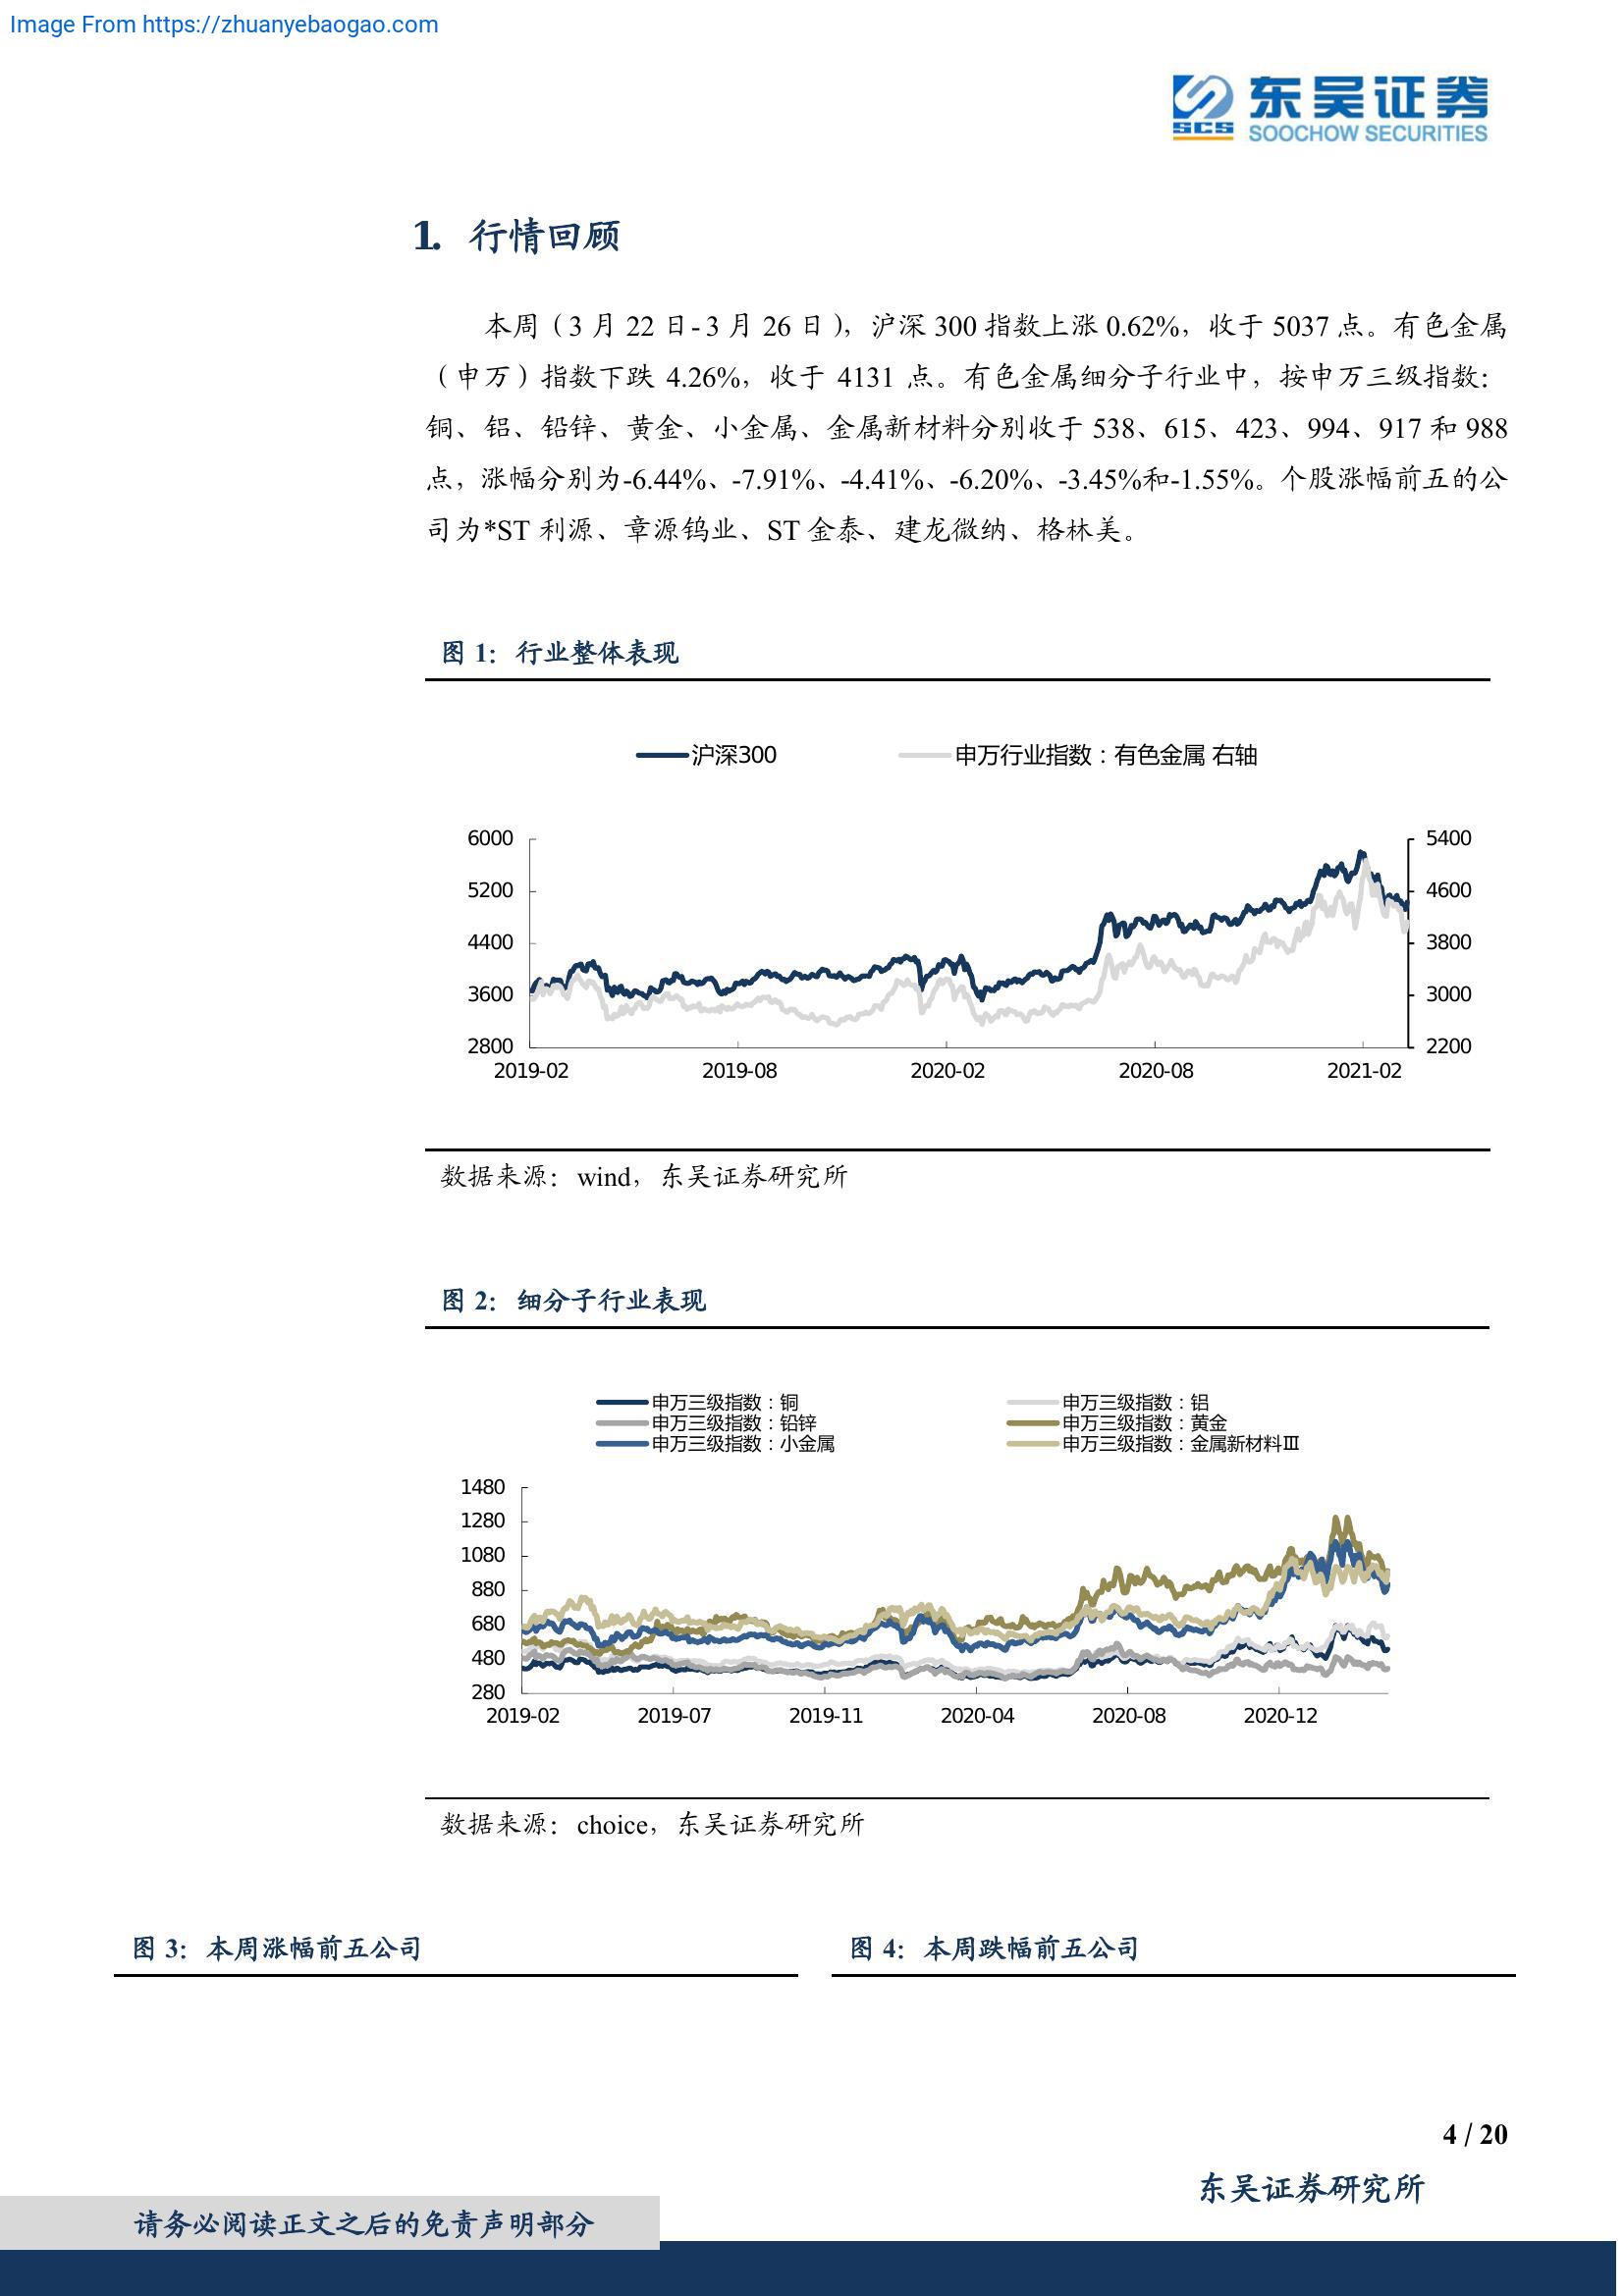 Image From https://zhuanyebaogao.com
东吴证券
SCS
SOOCHOW SECURITIES
1. 行情回顾
本周（3 月 22 日- 3 月 26 日），沪深 300 指数上涨 0.62%，收于 5037 点。有色金属
（申万）指数下跌 4.26%，收于 4131 点。有色金属细分子行业中，按申万三级指数：
铜、铝、铅锌、黄金、小金属、金属新材料分别收于 538、615、423、994、917 和 988
点，涨幅分别为-6.44%、-7.91%、-4.41%、-6.20%、-3.45%和-1.55%。个股涨幅前五的公
司为*ST 利源、章源钨业、ST 金泰、建龙微纳、格林美。
图 1：行业整体表现
沪深300 申万行业指数：有色金属 右轴
6000 5400
5200 4600
4400 3800
3600 3000
2800 2200
2019-02 2019-08 2020-02 2020-08 2021-02
数据来源：wind，东吴证券研究所
图 2：细分子行业表现
申万三级指数：铜 申万三级指数：铝
申万三级指数：铅锌 申万三级指数：黄金
申万三级指数：小金属 申万三级指数：金属新材料Ⅲ
1480
1280
1080
880
680
480
280
2019-02 2019-07 2019-11 2020-04 2020-08 2020-12
数据来源：choice，东吴证券研究所
图 3：本周涨幅前五公司 图 4：本周跌幅前五公司
4 / 20
东吴证券研究所
请务必阅读正文之后的免责声明部分